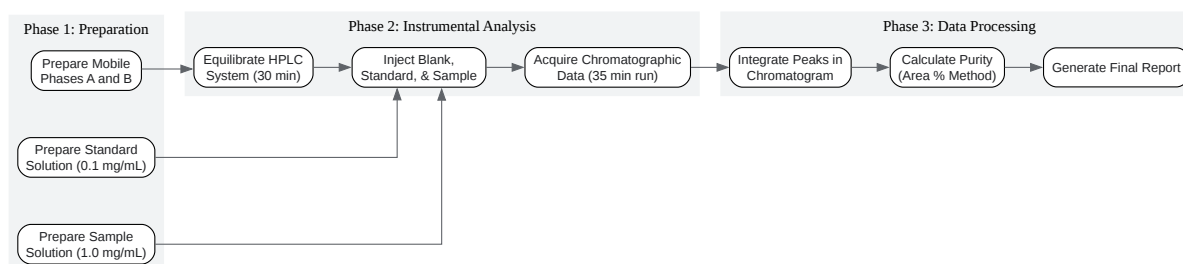 Phase 1: Preparation
Prepare Mobile
Phases A and B
Prepare Standard
Solution (0.1 mg/mL)
Prepare Sample
Solution (1.0 mg/mL)
Phase 2: Instrumental Analysis
Equilibrate HPLC
System (30 min)
Inject Blank,
Standard, & Sample
Acquire Chromatographic
Data (35 min run)
Phase 3: Data Processing
Integrate Peaks in
Chromatogram
Calculate Purity
(Area % Method)
Generate Final Report